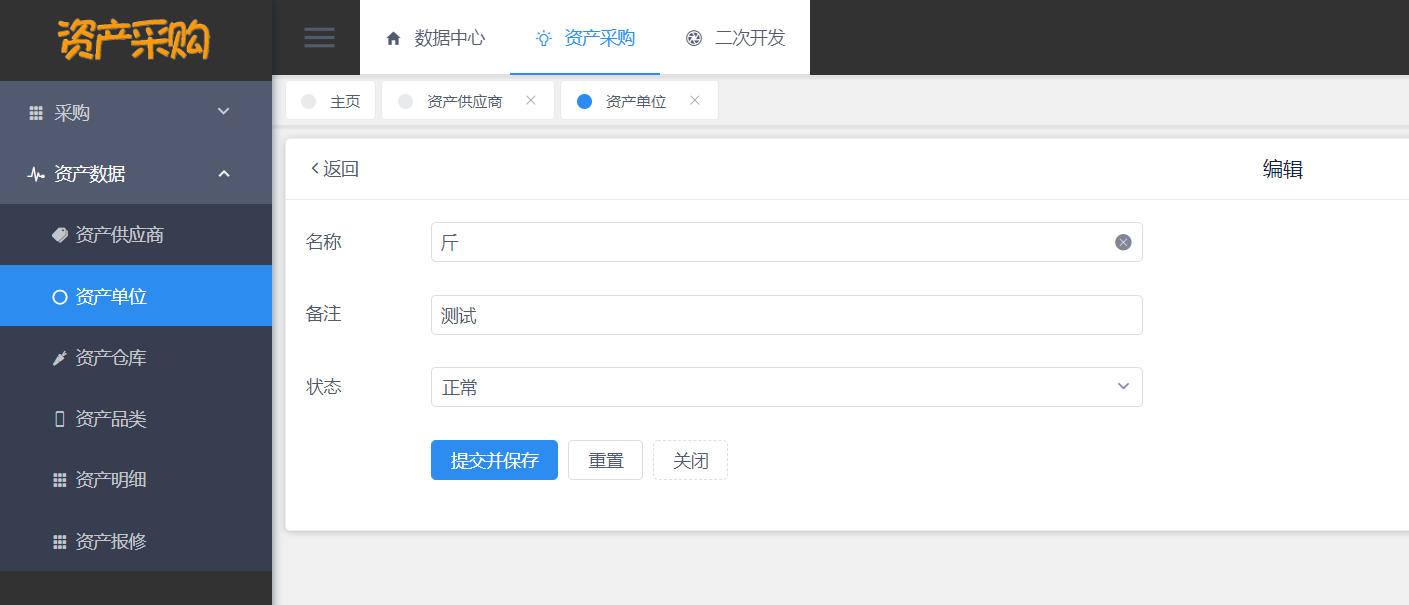 资产采购
数据中心
资产采购
二次开发
主页
资产供应商
资产单位
采购
资产数据
资产供应商
资产单位
资产仓库
资产品类
资产明细
资产报修
返回
编辑
名称
斤
备注
测试
状态
正常
提交并保存
重置
关闭